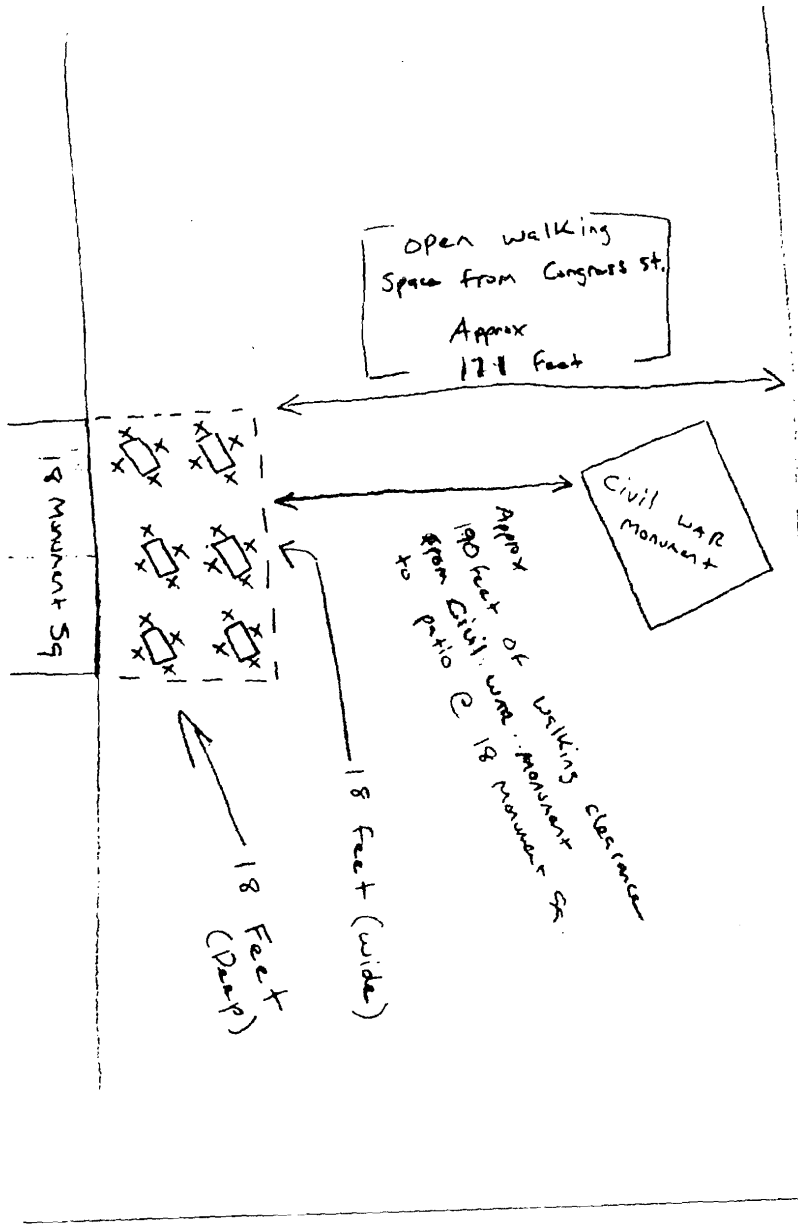 Open walking
Space from Congress St.
Approx
171 Feet
Civil WAR
Monument
18 Monument Sq
Approx
190 feet of walking clearance
from Civil WAR Monument
to patio @ 18 Monument Sq.
18 feet (wide)
18 Feet
(Deep)